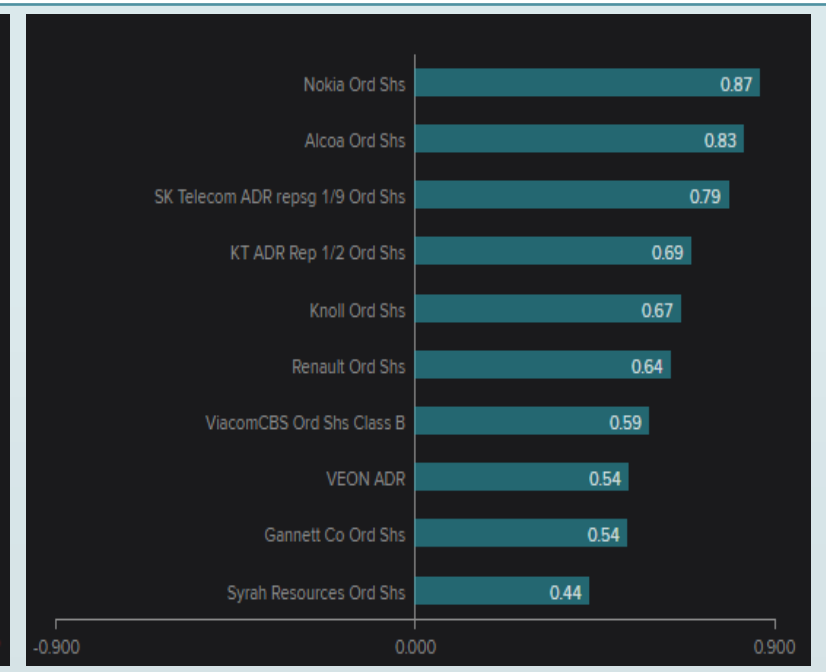 Nokia Ord Shs 0.87
Alcoa Ord Shs 0.83
SK Telecom ADR repsg 1/9 Ord Shs 0.79
KT ADR Rep 1/2 Ord Shs 0.69
Knoll Ord Shs 0.67
Renault Ord Shs 0.64
ViacomCBS Ord Shs Class B 0.59
VEON ADR 0.54
Gannett Co Ord Shs 0.54
Syrah Resources Ord Shs 0.44
-0.900 0.000 0.900